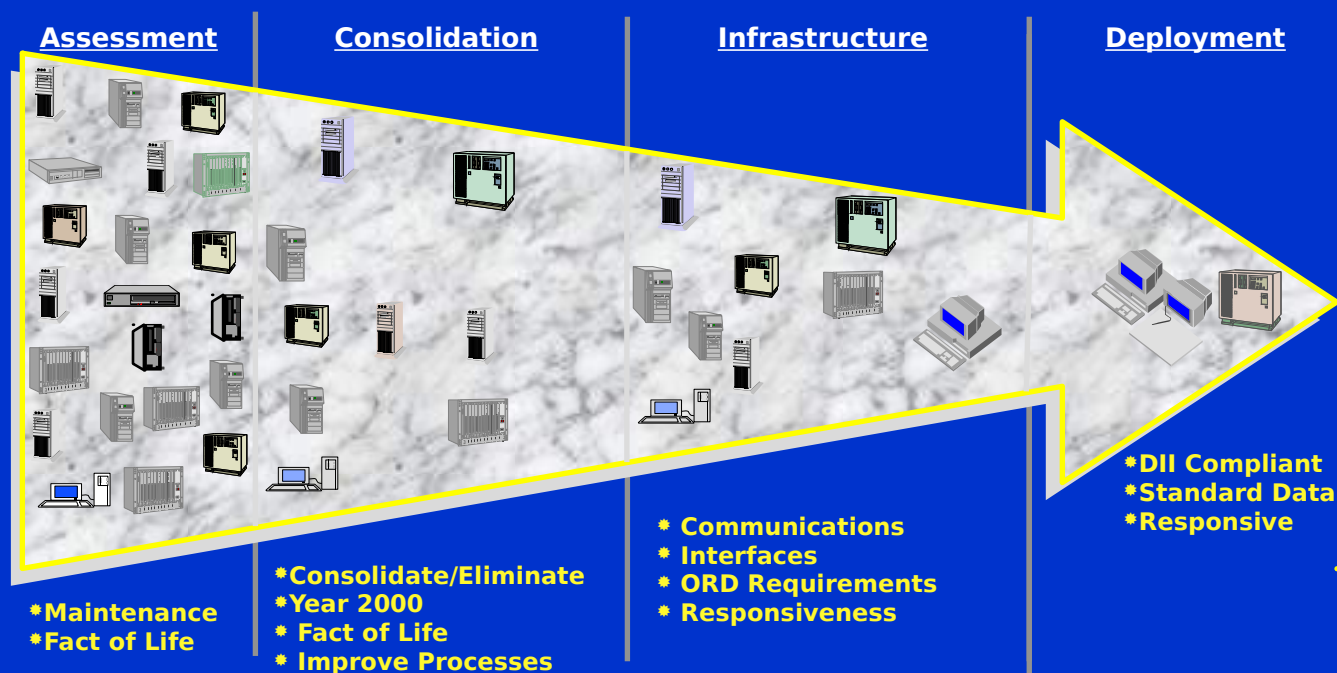 Assessment
Consolidation
Infrastructure
Deployment
*Maintenance
*Fact of Life
*Consolidate/Eliminate
*Year 2000
* Fact of Life
* Improve Processes
* Communications
* Interfaces
* ORD Requirements
* Responsiveness
*DII Compliant
*Standard Data
*Responsive